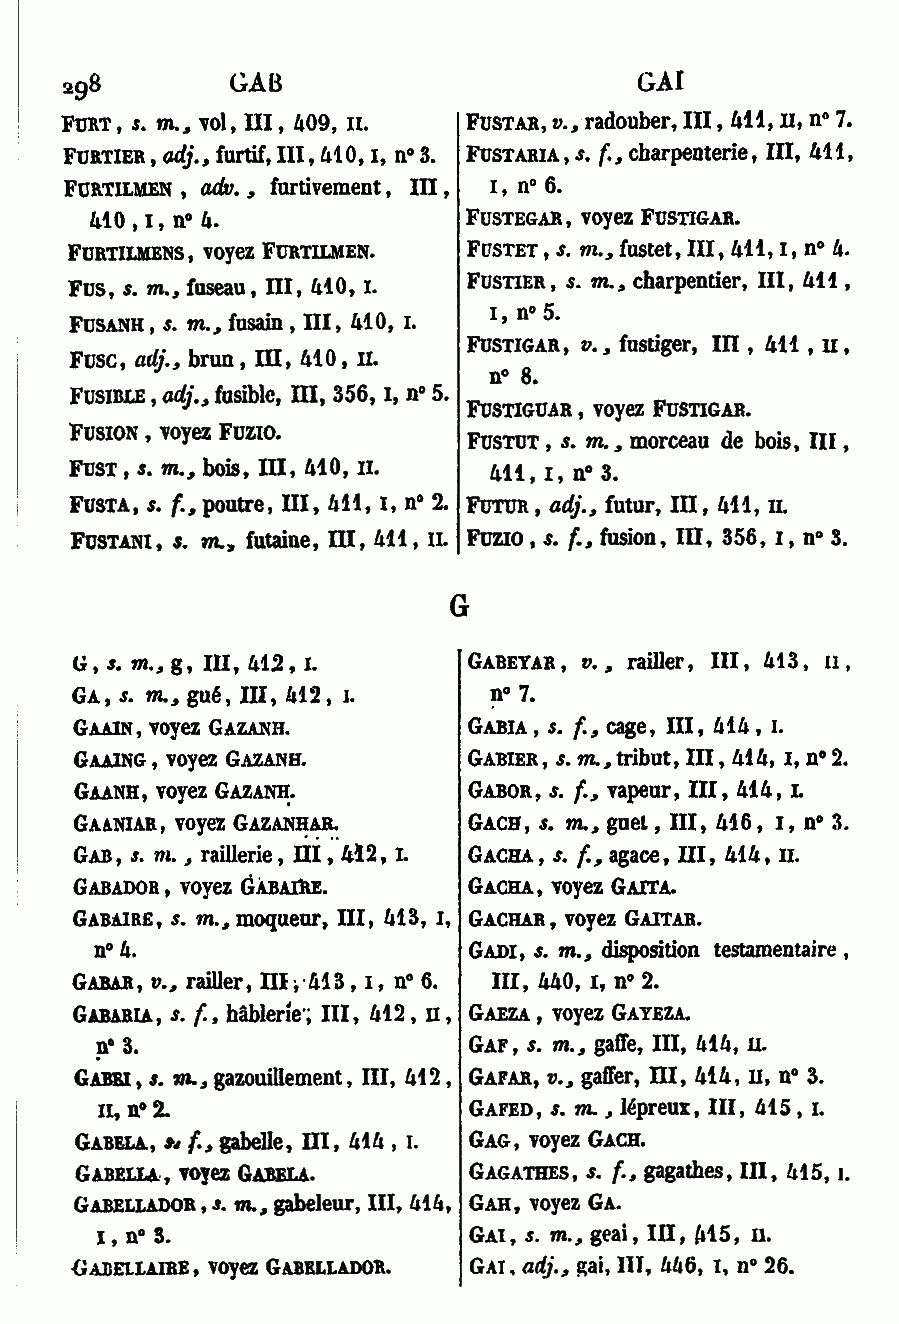 298 GAB GAI
FURT, s. m., vol, III, 409, II.
FURTIER, adj., furtif, III, 410, I, n° 3.
FURTILMEN, adv., furtivement, III,
410, I, n° 4.
FURTILMENS, voyez FURTILMEN.
FUS, s. m., fuseau, III, 410, I.
FUSANH, s. m., fusain, III, 410, I.
FUSC, adj., brun, III, 410, II.
FUSIBLE, adj., fusible, III, 356, I, n° 5.
FUSION, voyez FUZIO.
FUST, s. m., bois, III, 410, II.
FUSTA, s. f., poutre, III, 411, I, n° 2.
FUSTANI, s. m., futaine, III, 411, II.
FUSTAR, v., radouber, III, 411, II, n° 7.
FUSTARIA, s. f., charpenterie, III, 411,
I, n° 6.
FUSTEGAR, voyez FUSTIGAR.
FUSTET, s. m., fustet, III, 411, I, n° 4.
FUSTIER, s. m., charpentier, III, 411,
I, n° 5.
FUSTIGAR, v., fustiger, III, 411, II,
n° 8.
FUSTIGUAR, voyez FUSTIGAR.
FUSTUT, s. m., morceau de bois, III,
411, I, n° 3.
FUTUR, adj., futur, III, 411, II.
FUZIO, s. f., fusion, III, 356, I, n° 3.
G
G, s. m., g, III, 412, I.
GA, s. m., gué, III, 412, I.
GAAIN, voyez GAZANH.
GAAING, voyez GAZANH.
GAANH, voyez GAZANH.
GAANIAR, voyez GAZANHAR.
GAB, s. m., raillerie, III, 412, I.
GABADOR, voyez GABAIRE.
GABAIRE, s. m., moqueur, III, 413, I,
n° 4.
GABAR, v., railler, III, 413, I, n° 6.
GABARIA, s. f., hâblerie, III, 412, II,
n° 3.
GABEI, s. m., gazouillement, III, 412,
II, n° 2.
GABELA, s. f., gabelle, III, 414, I.
GABELLA, voyez GABELA.
GABELLADOR, s. m., gabeleur, III, 414,
I, n° 3.
GABELLAIRE, voyez GABELLADOR.
GABEYAR, v., railler, III, 413, II,
n° 7.
GABIA, s. f., cage, III, 414, I.
GABIER, s. m., tribut, III, 414, I, n° 2.
GABOR, s. f., vapeur, III, 414, I.
GACH, s. m., guet, III, 416, I, n° 3.
GACHA, s. f., agace, III, 414, II.
GACHA, voyez GAITA.
GACHAR, voyez GAITAR.
GADI, s. m., disposition testamentaire,
III, 440, I, n° 2.
GAEZA, voyez GAYEZA.
GAF, s. m., gaffe, III, 414, II.
GAFAR, v., gaffer, III, 414, II, n° 3.
GAFED, s. m., lépreux, III, 415, I.
GAG, voyez GACH.
GAGATHES, s. f., gagathes, III, 415, I.
GAH, voyez GA.
GAI, s. m., geai, III, 415, II.
GAI, adj., gai, III, 446, I, n° 26.